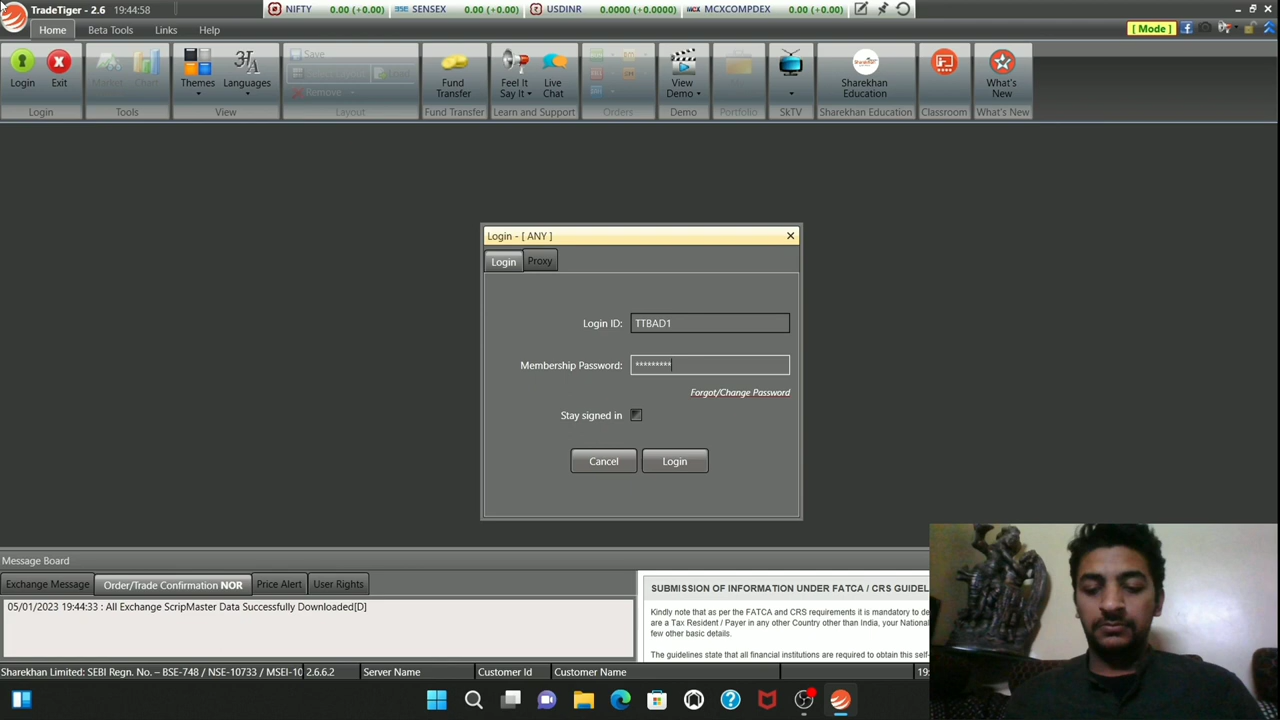 TradeTiger - 2.6 19:44:58
NIFTY 0.00 (+0.00) BSE SENSEX 0.00 (+0.00) USDINR 0.0000 (+0.0000) MCX MCXCOMPDEX 0.00 (+0.00)
Home Beta Tools Links Help
[ Mode ]
Login Exit Market Chart Themes Languages
Save
Remove
Fund Transfer
Feel It Say It
Live Chat
View Demo
Sharekhan
Sharekhan Education
What's New
Login Tools View Layout Fund Transfer Learn and Support Orders Demo Portfolio SkTV Sharekhan Education Classroom What's New
Login - [ ANY ]
Login Proxy
Login ID: TTBAD1
Membership Password: *********
Forgot/Change Password
Stay signed in
Cancel Login
Message Board
Exchange Message Order/Trade Confirmation NOR Price Alert User Rights
05/01/2023 19:44:33 : All Exchange ScripMaster Data Successfully Downloaded[D]
SUBMISSION OF INFORMATION UNDER FATCA / CRS GUIDEL
Kindly note that as per the FATCA and CRS requirements it is mandatory to de
are a Tax Resident / Payer in any other Country other than India, your National
few other basic details.
The guidelines state that all financial institutions are required to obtain this self-
Sharekhan Limited: SEBI Regn. No. – BSE-748 / NSE-10733 / MSEI-10 2.6.6.2 Server Name Customer Id Customer Name 19: